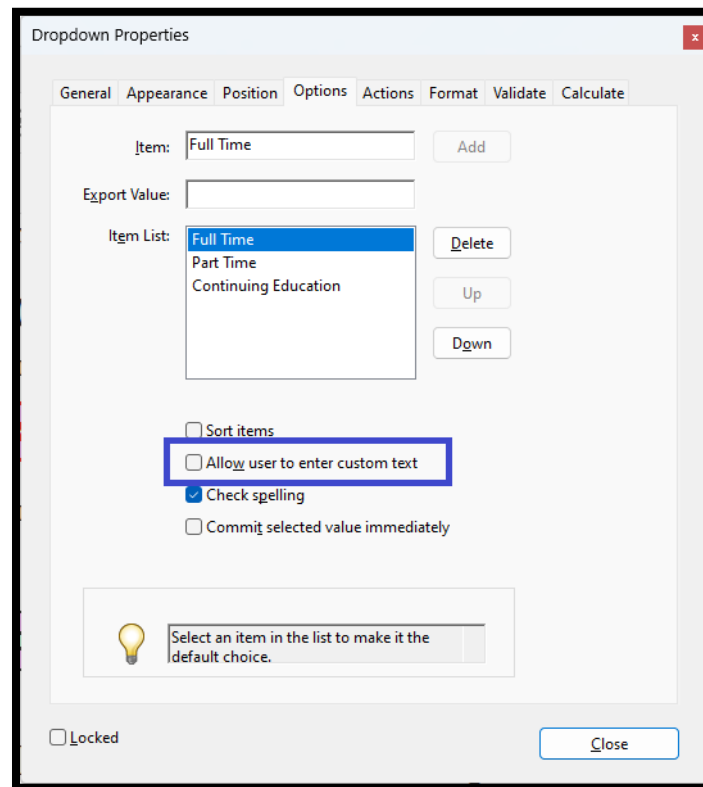 Dropdown Properties
x
General Appearance Position Options Actions Format Validate Calculate
Item: Full Time Add
Export Value:
Item List: Full Time Delete
Part Time
Continuing Education
Up
Down
Sort items
Allow user to enter custom text
Check spelling
Commit selected value immediately
Select an item in the list to make it the
default choice.
Locked
Close